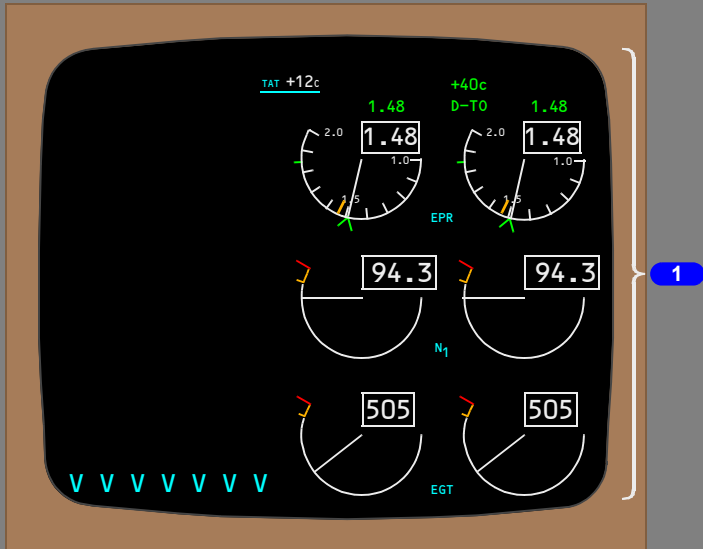 TAT +12c
+40c
1.48 D-TO 1.48
2.0 1.48 2.0 1.48
1.0 1.0
1.5 1.5
EPR
94.3 94.3
N1
505 505
V V V V V V V EGT
1